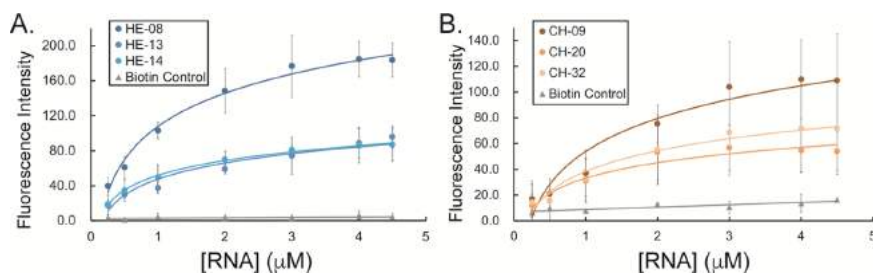 A.
Fluorescence Intensity
200.0
160.0
120.0
80.0
40.0
0.0
HE-08
HE-13
HE-14
Biotin Control
0 1 2 3 4 5
[RNA] (μM)
B.
Fluorescence Intensity
140.0
120.0
100.0
80.0
60.0
40.0
20.0
0.0
CH-09
CH-20
CH-32
Biotin Control
0 1 2 3 4 5
[RNA] (μM)